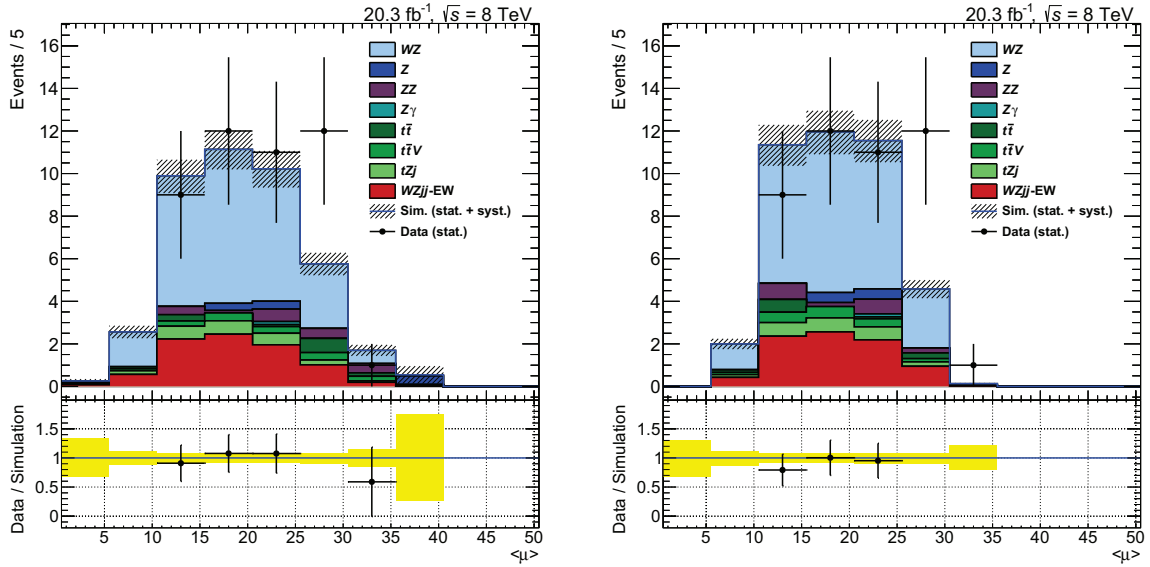 20.3 fb⁻¹, √s = 8 TeV
Events / 5
16
14
12
10
8
6
4
2
0
WZ
Z
ZZ
Zγ
tt̄
tt̄V
tZj
WZjj-EW
Sim. (stat. + syst.)
Data (stat.)
Data / Simulation
1.5
1
0.5
0
5 10 15 20 25 30 35 40 45 50
<μ>
20.3 fb⁻¹, √s = 8 TeV
Events / 5
16
14
12
10
8
6
4
2
0
WZ
Z
ZZ
Zγ
tt̄
tt̄V
tZj
WZjj-EW
Sim. (stat. + syst.)
Data (stat.)
Data / Simulation
1.5
1
0.5
0
5 10 15 20 25 30 35 40 45 50
<μ>